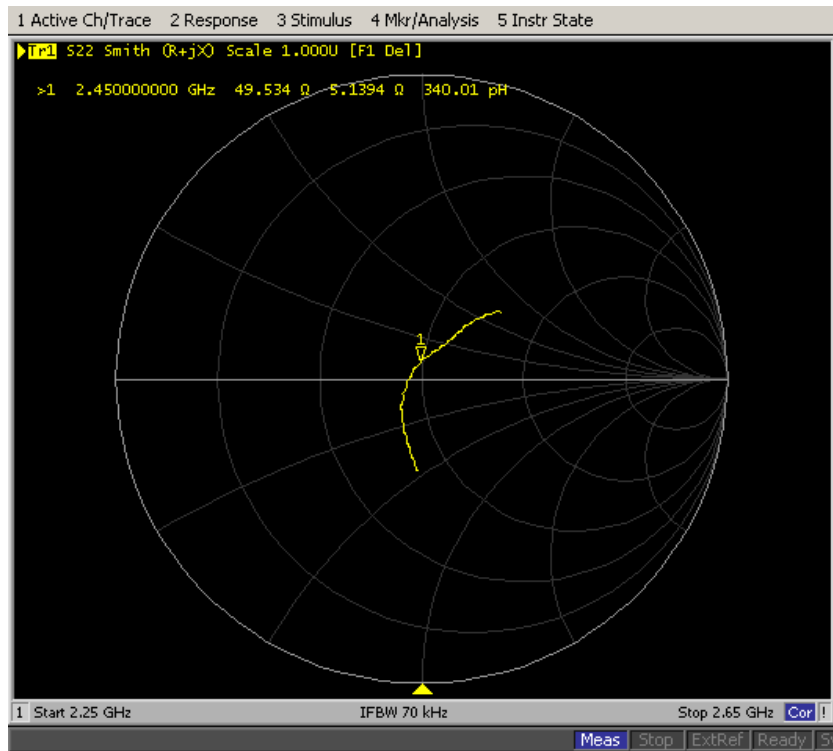 1 Active Ch/Trace 2 Response 3 Stimulus 4 Mkr/Analysis 5 Instr State
Tr1 S22 Smith (R+jX) Scale 1.000U [F1 Del]
>1 2.450000000 GHz 49.534 Ω 5.1394 Ω 340.01 pH
1
1 Start 2.25 GHz IFBW 70 kHz Stop 2.65 GHz Cor !
Meas Stop ExtRef Ready